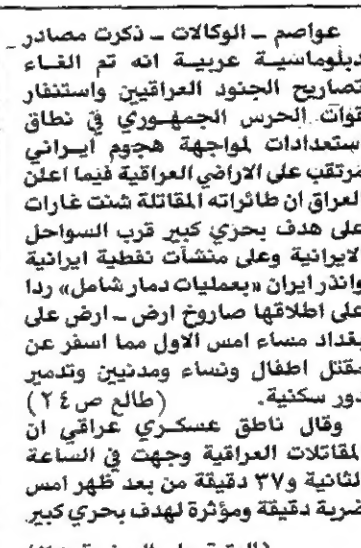 عواصم ـ الوكالات ـ ذكرت مصادر
دبلوماسية عربية انه تم الغاء
تصاريح الجنود العراقيين واستنفار
قوات الحرس الجمهوري في نطاق
استعدادات لمواجهة هجوم ايراني
مرتقب على الاراضي العراقية فيما اعلن
العراق ان طائراته المقاتلة شنت غارات
على هدف بحري كبير قرب السواحل
الايرانية وعلى منشآت نفطية ايرانية
وانذر ايران «بعمليات دمار شامل» ردا
على اطلاقها صاروخ ارض ـ ارض على
بغداد مساء امس الاول مما اسفر عن
مقتل اطفال ونساء ومدنيين وتدمير
دور سكنية. (طالع ص ٢٤)
وقال ناطق عسكري عراقي ان
المقاتلات العراقية وجهت في الساعة
الثانية و٣٧ دقيقة من بعد ظهر امس
ضربة دقيقة ومؤثرة لهدف بحري كبير